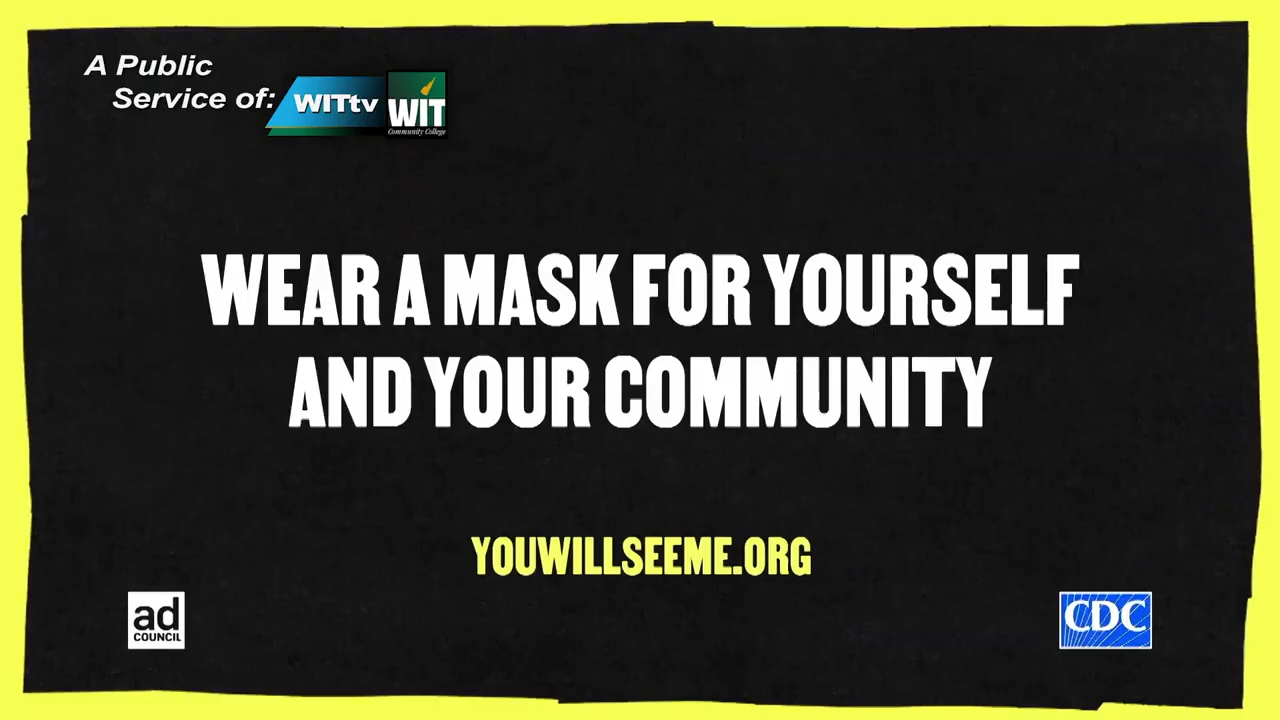 A Public
Service of:
WITtv
WIT
Community College
WEAR A MASK FOR YOURSELF
AND YOUR COMMUNITY
YOUWILLSEEME.ORG
ad
COUNCIL
CDC